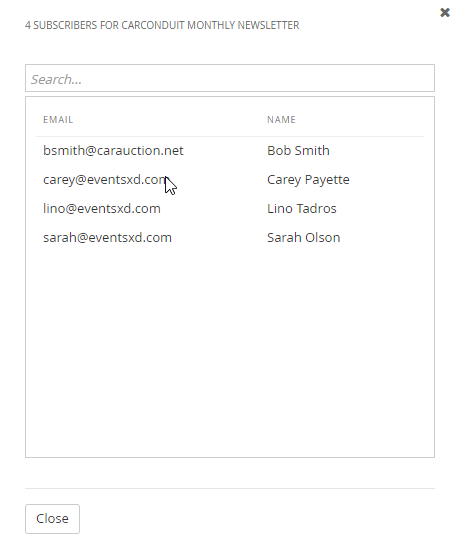 4 SUBSCRIBERS FOR CARCONDUIT MONTHLY NEWSLETTER
Search...
EMAIL NAME
bsmith@carauction.net Bob Smith
carey@eventsxd.com Carey Payette
lino@eventsxd.com Lino Tadros
sarah@eventsxd.com Sarah Olson
Close